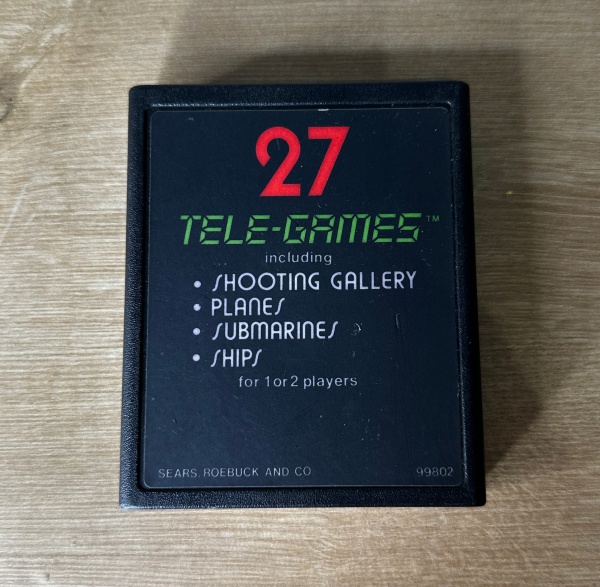 27
TELE-GAMES™
including
• SHOOTING GALLERY
• PLANES
• SUBMARINES
• SHIPS
for 1 or 2 players
SEARS, ROEBUCK AND CO 99802